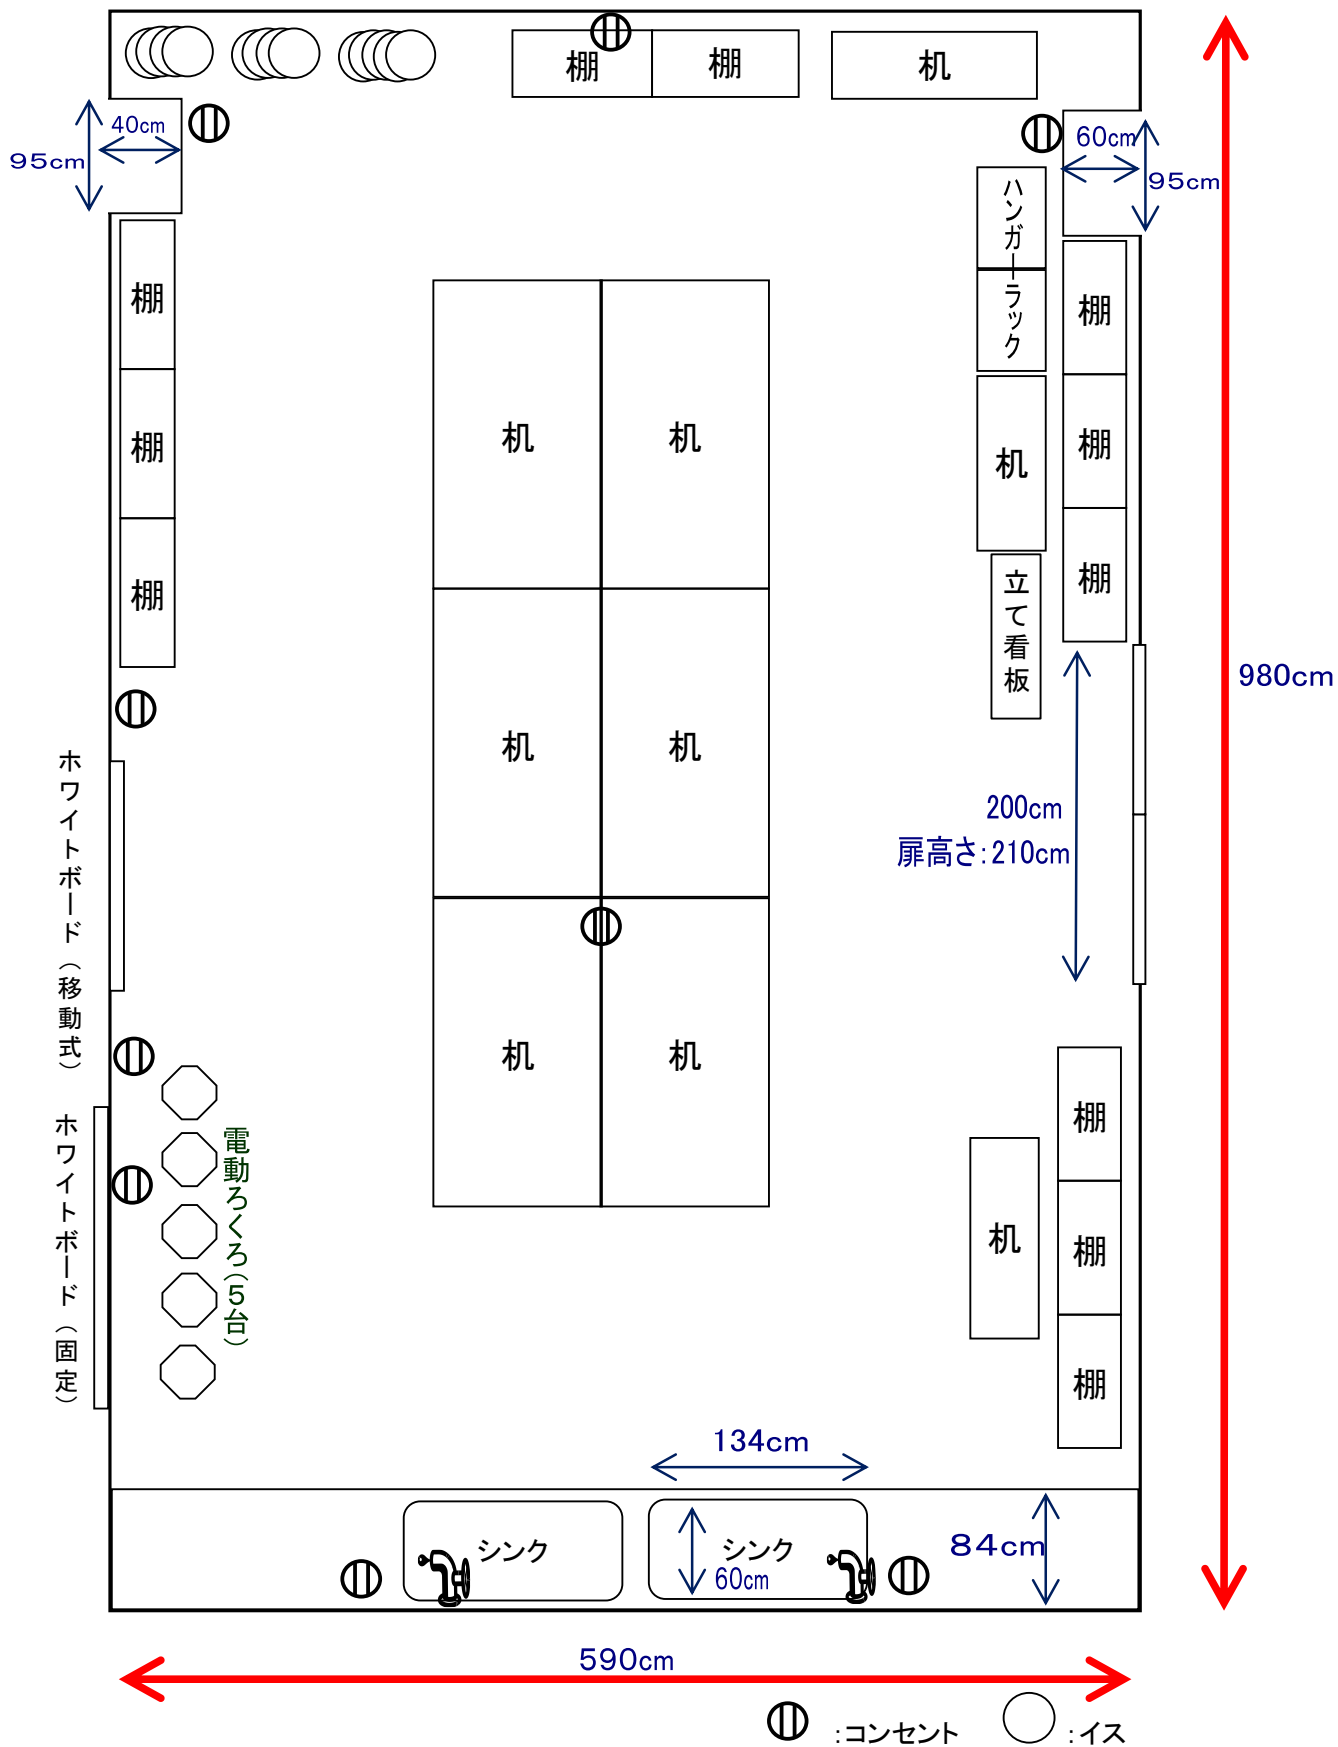 棚
棚
机
40cm
95cm
60cm
95cm
ハンガーラック
棚
棚
棚
棚
棚
棚
机
机
机
立て看板
980cm
机
机
200cm
扉高さ：210cm
ホワイトボード（移動式）
机
机
ホワイトボード（固定）
電動ろくろ（5台）
棚
棚
棚
机
134cm
シンク
シンク
60cm
84cm
590cm
：コンセント
：イス